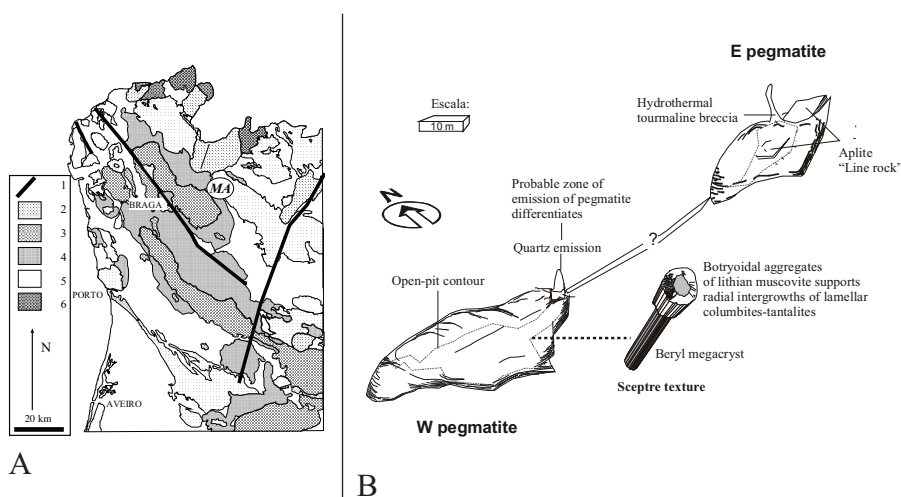 MA
BRAGA
PORTO
AVEIRO
1
2
3
4
5
6
N
20 km
A
E pegmatite
Escala:
10 m
Hydrothermal
tourmaline breccia
Aplite
“Line rock”
N
Probable zone of
emission of pegmatite
differentiates
Quartz emission
?
Open-pit contour
Botryoidal aggregates
of lithian muscovite supports
radial intergrowths of lamellar
columbites-tantalites
Beryl megacryst
Sceptre texture
W pegmatite
B